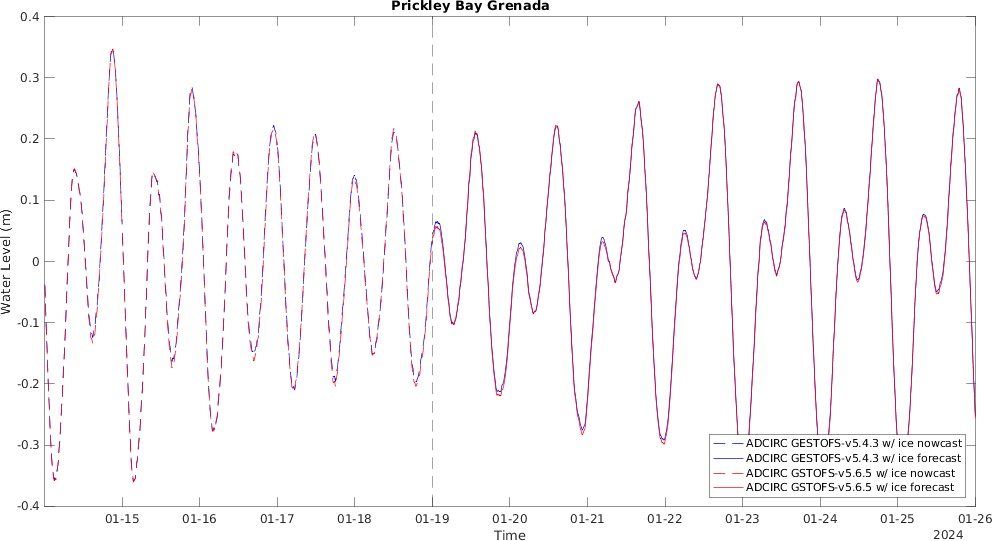 Prickley Bay Grenada
0.4
0.3
0.2
0.1
0
-0.1
-0.2
-0.3
-0.4
Water Level (m)
ADCIRC GESTOFS-v5.4.3 w/ ice nowcast
ADCIRC GESTOFS-v5.4.3 w/ ice forecast
ADCIRC GSTOFS-v5.6.5 w/ ice nowcast
ADCIRC GSTOFS-v5.6.5 w/ ice forecast
01-15 01-16 01-17 01-18 01-19 01-20 01-21 01-22 01-23 01-24 01-25 01-26
Time
2024